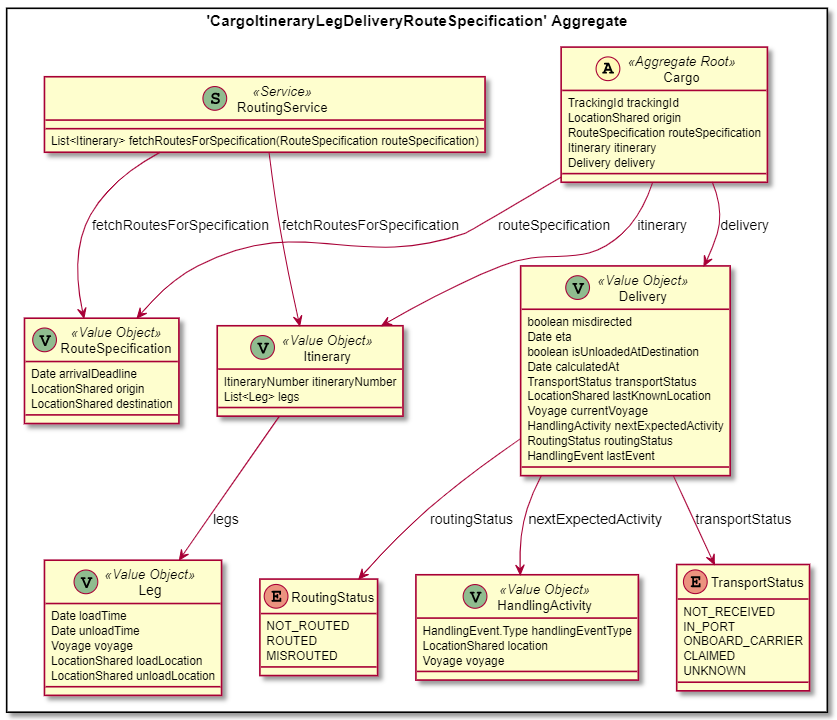 'CargoItineraryLegDeliveryRouteSpecification' Aggregate
S
«Service»
RoutingService
List<Itinerary> fetchRoutesForSpecification(RouteSpecification routeSpecification)
A
«Aggregate Root»
Cargo
TrackingId trackingId
LocationShared origin
RouteSpecification routeSpecification
Itinerary itinerary
Delivery delivery
fetchRoutesForSpecification
fetchRoutesForSpecification
routeSpecification
itinerary
delivery
V
«Value Object»
RouteSpecification
Date arrivalDeadline
LocationShared origin
LocationShared destination
V
«Value Object»
Itinerary
ItineraryNumber itineraryNumber
List<Leg> legs
V
«Value Object»
Delivery
boolean misdirected
Date eta
boolean isUnloadedAtDestination
Date calculatedAt
TransportStatus transportStatus
LocationShared lastKnownLocation
Voyage currentVoyage
HandlingActivity nextExpectedActivity
RoutingStatus routingStatus
HandlingEvent lastEvent
legs
routingStatus
nextExpectedActivity
transportStatus
V
«Value Object»
Leg
Date loadTime
Date unloadTime
Voyage voyage
LocationShared loadLocation
LocationShared unloadLocation
E
RoutingStatus
NOT_ROUTED
ROUTED
MISROUTED
V
«Value Object»
HandlingActivity
HandlingEvent.Type handlingEventType
LocationShared location
Voyage voyage
E
TransportStatus
NOT_RECEIVED
IN_PORT
ONBOARD_CARRIER
CLAIMED
UNKNOWN